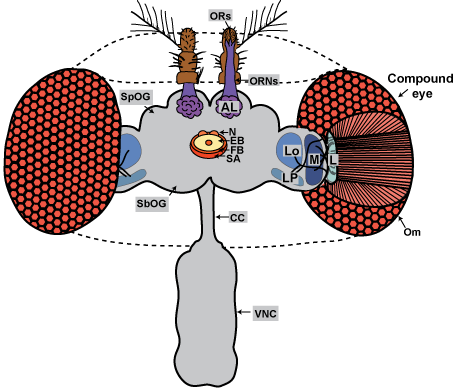 ORs
ORNs
Compound
eye
SpOG
AL
N
EB
FB
SA
Lo
M
L
LP
SbOG
CC
Om
VNC